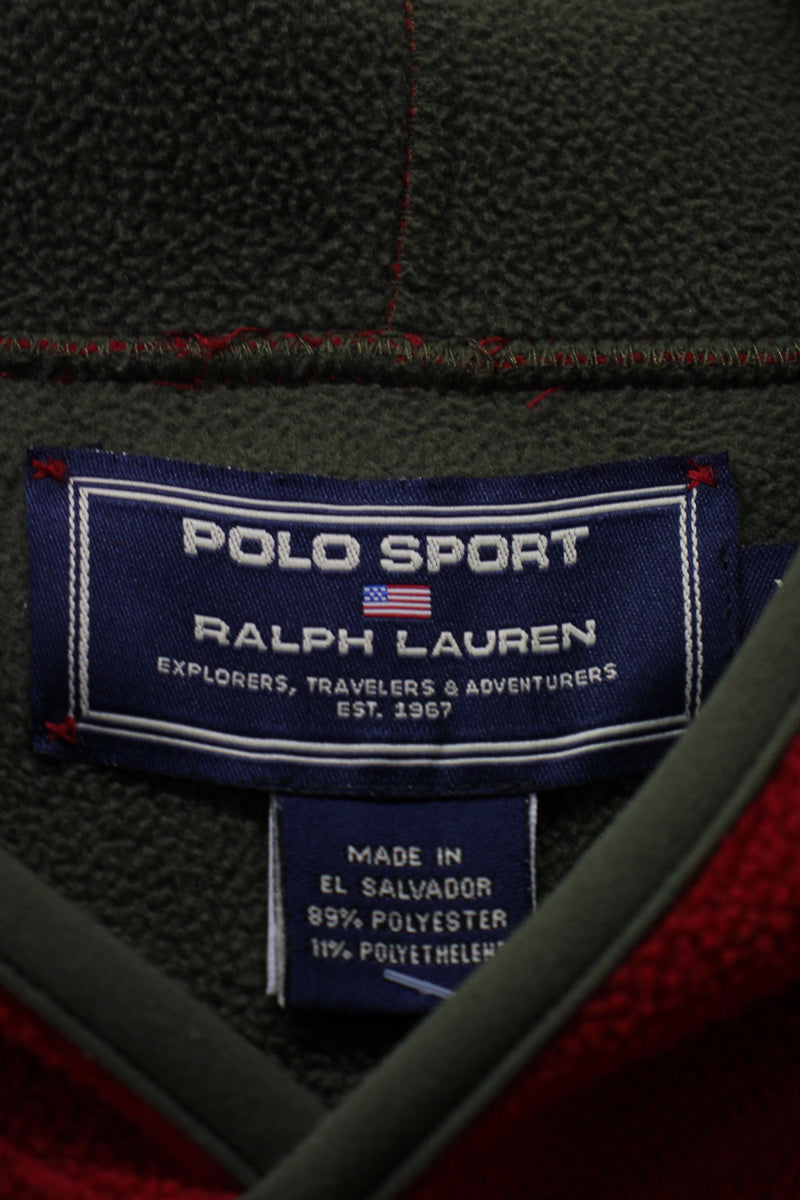 POLO SPORT
RALPH LAUREN
EXPLORERS, TRAVELERS & ADVENTURERS
EST. 1967
MADE IN
EL SALVADOR
89% POLYESTER
11% POLYETHELENE